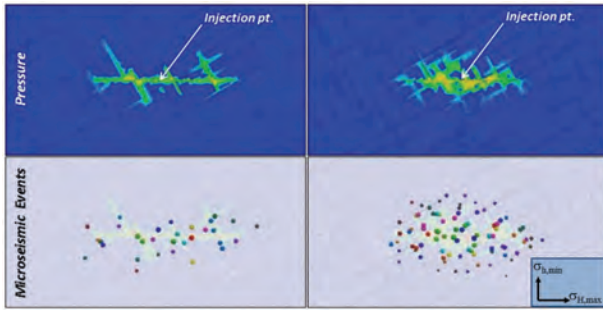 Injection pt.
Injection pt.
Pressure
Microseismic Events
σh,min
σH,max